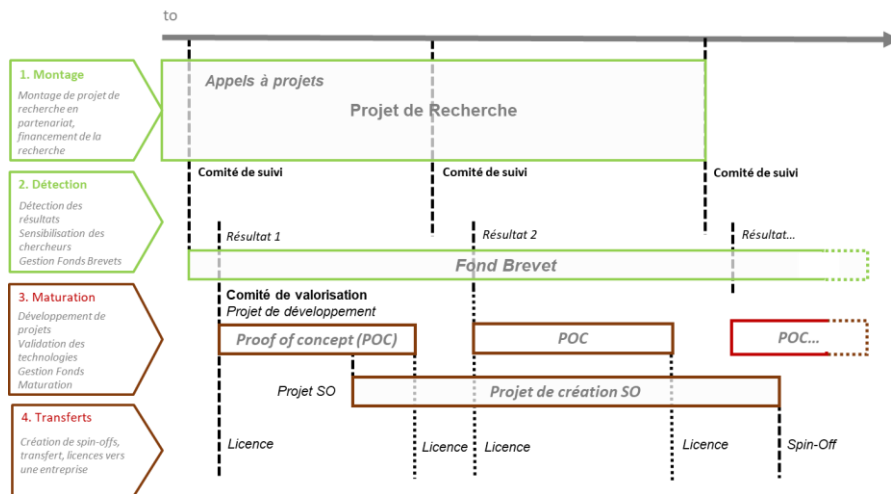 to
1. Montage
Montage de projet de
recherche en
partenariat,
financement de la
recherche
Appels à projets
Projet de Recherche
Comité de suivi
Comité de suivi
Comité de suivi
2. Détection
Détection des
résultats
Sensibilisation des
chercheurs
Gestion Fonds Brevets
Résultat 1
Résultat 2
Résultat...
Fond Brevet
3. Maturation
Développement de
projets
Validation des
technologies
Gestion Fonds
Maturation
Comité de valorisation
Projet de développement
Proof of concept (POC)
POC
POC...
Projet SO
Projet de création SO
4. Transferts
Création de spin-offs,
transfert, licences vers
une entreprise
Licence
Licence
Licence
Licence
Spin-Off